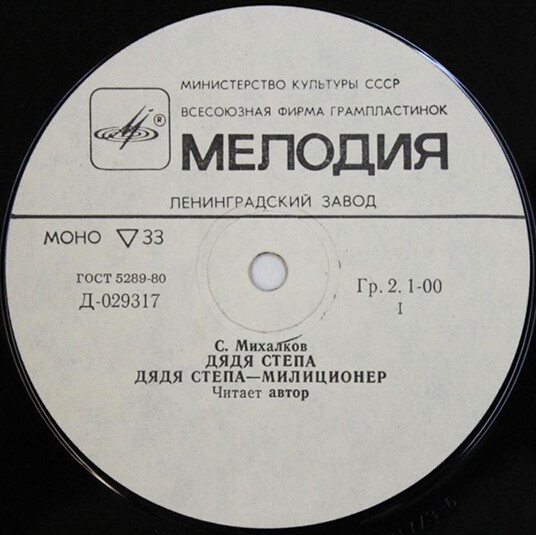 МИНИСТЕРСТВО КУЛЬТУРЫ СССР
ВСЕСОЮЗНАЯ ФИРМА ГРАМПЛАСТИНОК
®
МЕЛОДИЯ
ЛЕНИНГРАДСКИЙ ЗАВОД
МОНО ▽ 33
ГОСТ 5289-80
Д-029317
Гр. 2. 1-00
I
С. Михалков
ДЯДЯ СТЕПА
ДЯДЯ СТЕПА—МИЛИЦИОНЕР
Читает автор